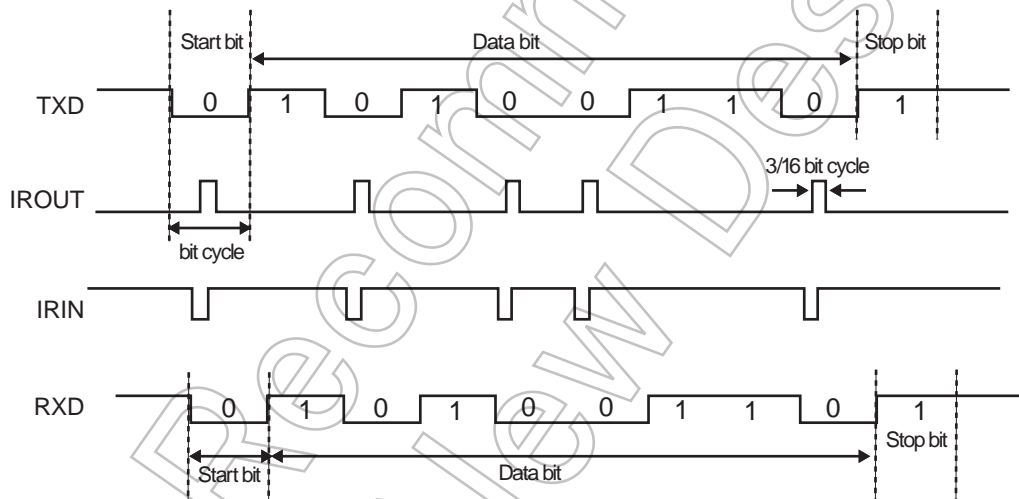 Start bit Data bit Stop bit
TXD 0 1 0 1 0 0 1 1 0 1
3/16 bit cycle
IROUT
bit cycle
IRIN
RXD 0 1 0 1 0 0 1 1 0 1
Stop bit
Start bit Data bit